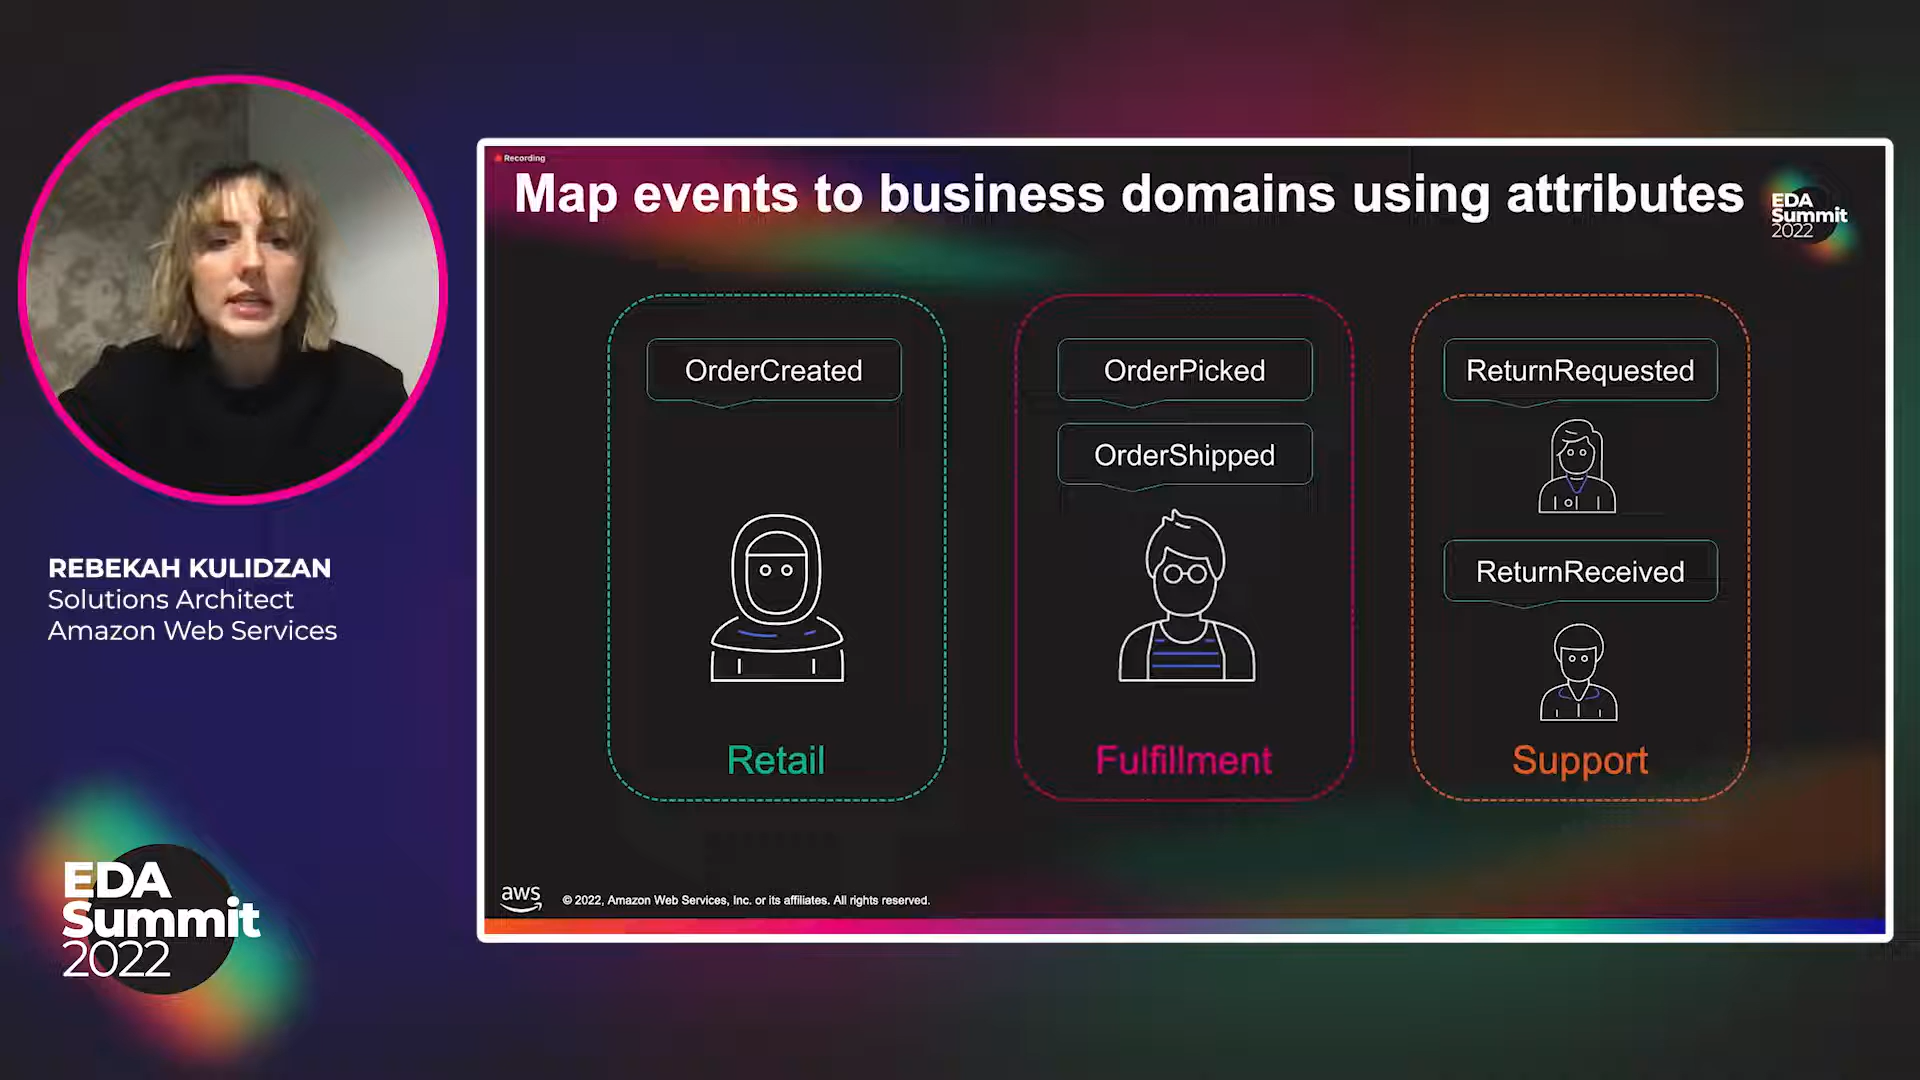 REBEKAH KULIDZAN
Solutions Architect
Amazon Web Services
EDA
Summit
2022
Recording
Map events to business domains using attributes
EDA
Summit
2022
OrderCreated
Retail
OrderPicked
OrderShipped
Fulfillment
ReturnRequested
ReturnReceived
Support
aws
© 2022, Amazon Web Services, Inc. or its affiliates. All rights reserved.